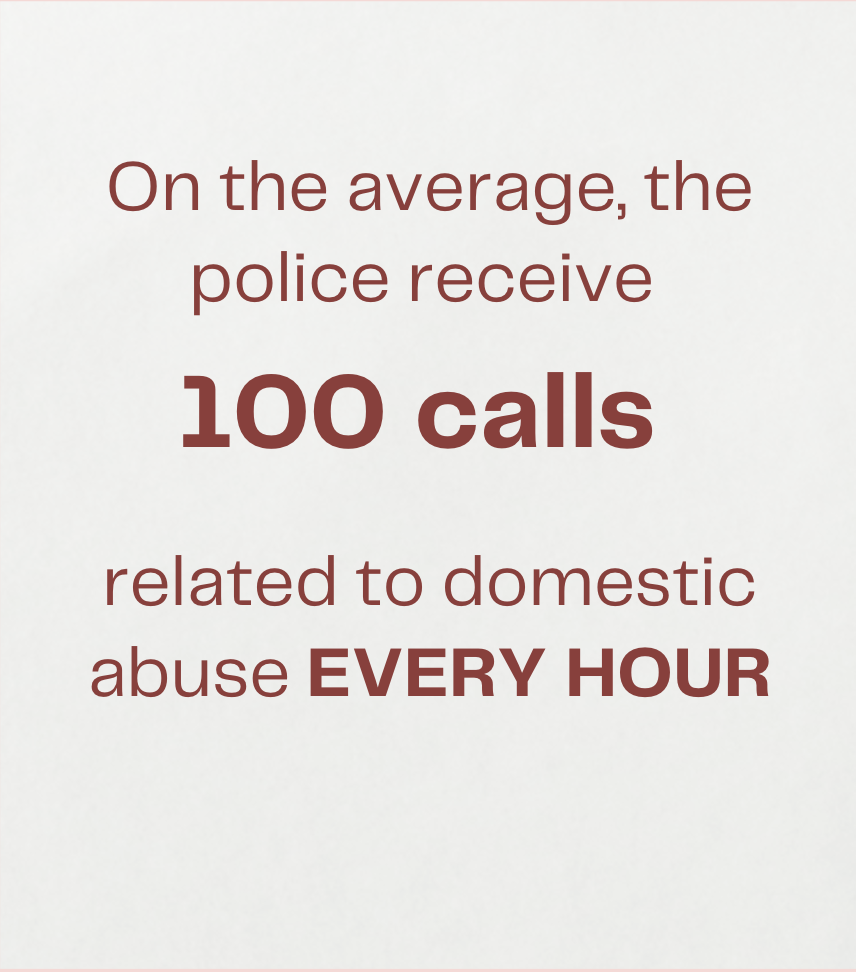 On the average, the
police receive
100 calls
related to domestic
abuse EVERY HOUR